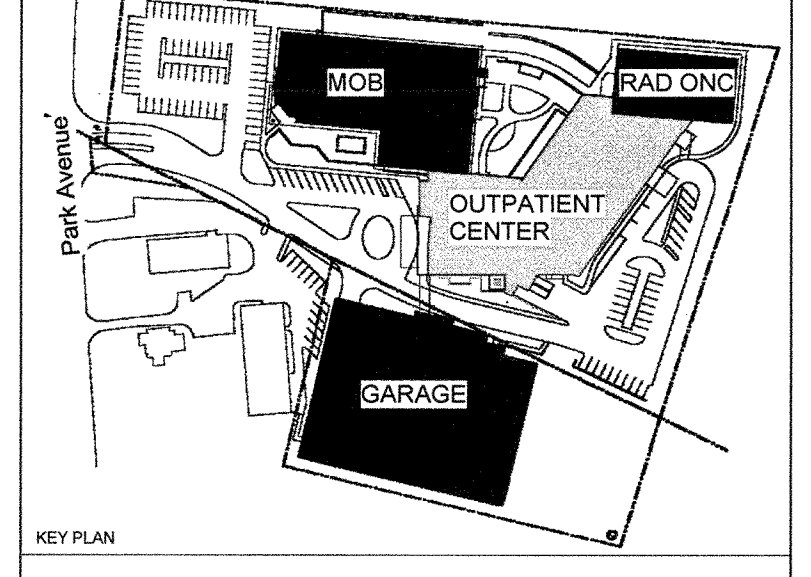 MOB
RAD ONC
Park Avenue'
OUTPATIENT
CENTER
GARAGE
KEY PLAN